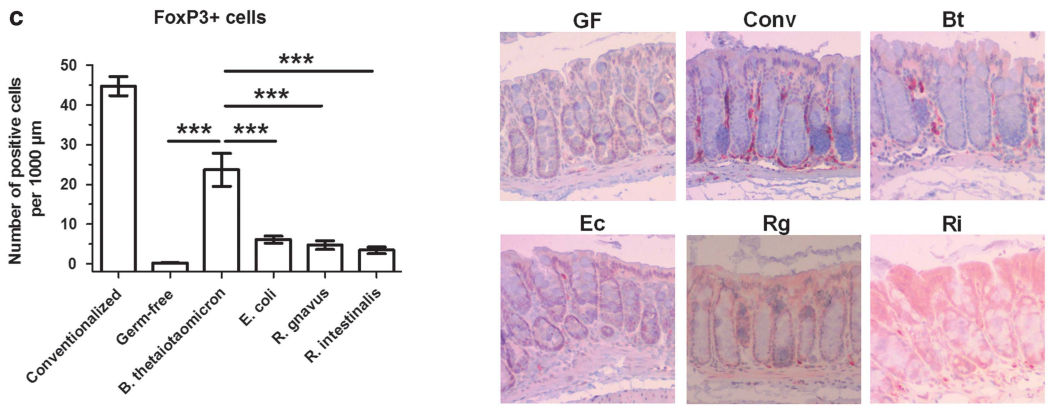 c
FoxP3+ cells
Number of positive cells
per 1000 µm
50
40
30
20
10
0
***
***
***
***
Conventionalized
Germ-free
B. thetaiotaomicron
E. coli
R. gnavus
R. intestinalis
GF
Conv
Bt
Ec
Rg
Ri